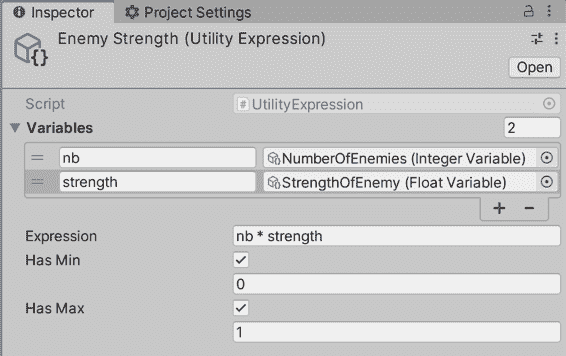 Inspector Project Settings
Enemy Strength (Utility Expression)
Open
Script # UtilityExpression
Variables 2
nb NumberOfEnemies (Integer Variable)
strength StrengthOfEnemy (Float Variable)
+ −
Expression nb * strength
Has Min
0
Has Max
1